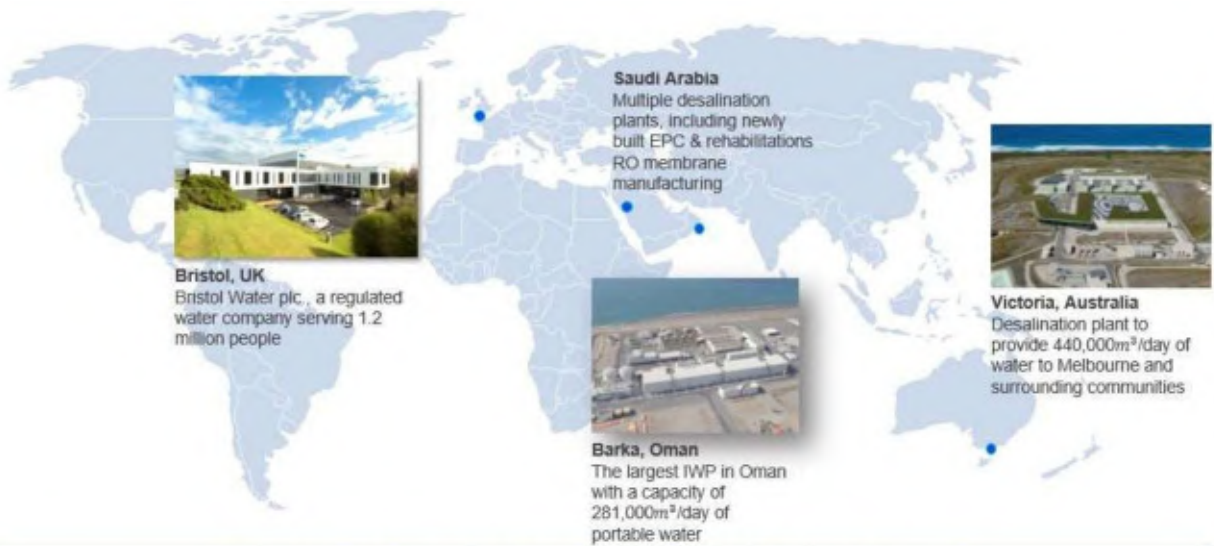 Saudi Arabia
Multiple desalination
plants, including newly
built EPC & rehabilitations
RO membrane
manufacturing
Bristol, UK
Bristol Water plc., a regulated
water company serving 1.2
million people
Victoria, Australia
Desalination plant to
provide 440,000m³/day of
water to Melbourne and
surrounding communities
Barka, Oman
The largest IWP in Oman
with a capacity of
281,000m³/day of
portable water